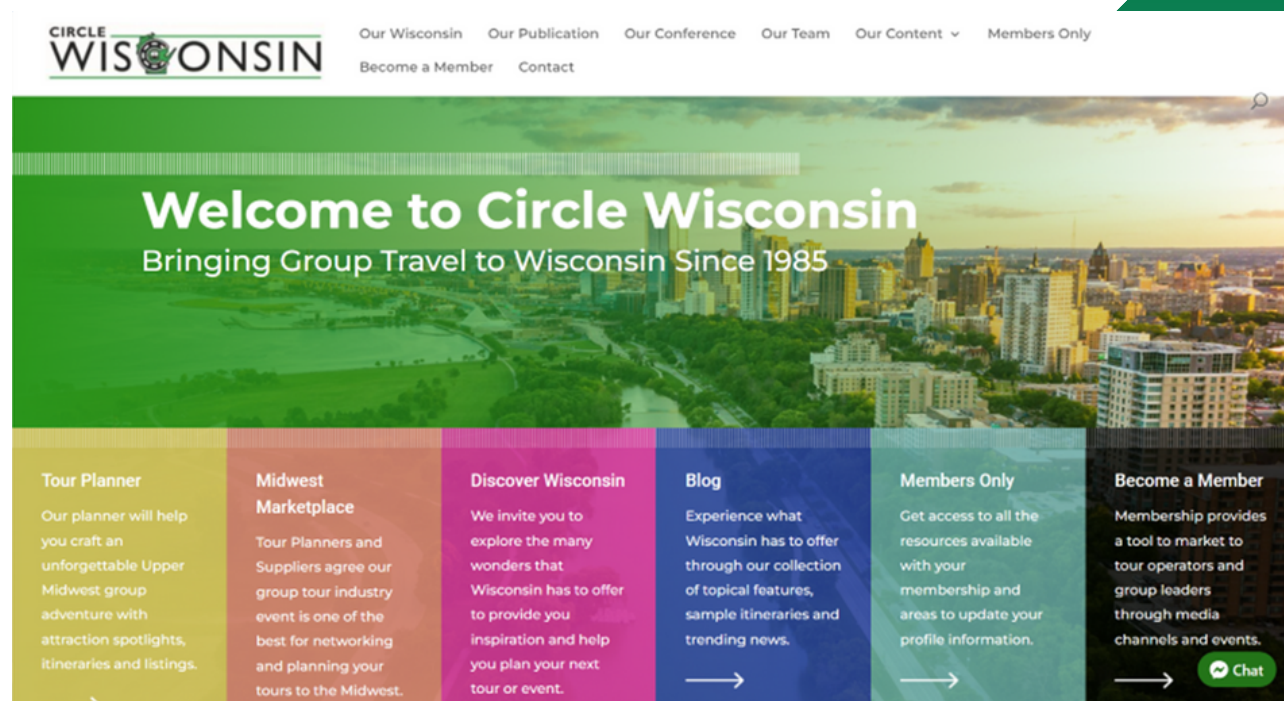 CIRCLE
WISCONSIN
Our Wisconsin Our Publication Our Conference Our Team Our Content Members Only
Become a Member Contact
Welcome to Circle Wisconsin
Bringing Group Travel to Wisconsin Since 1985
Tour Planner
Our planner will help
you craft an
unforgettable Upper
Midwest group
adventure with
attraction spotlights,
itineraries and listings.
Midwest
Marketplace
Tour Planners and
Suppliers agree our
group tour industry
event is one of the
best for networking
and planning your
tours to the Midwest.
Discover Wisconsin
We invite you to
explore the many
wonders that
Wisconsin has to offer
to provide you
inspiration and help
you plan your next
tour or event.
Blog
Experience what
Wisconsin has to offer
through our collection
of topical features,
sample itineraries and
trending news.
Members Only
Get access to all the
resources available
with your
membership and
areas to update your
profile information.
Become a Member
Membership provides
a tool to market to
tour operators and
group leaders
through media
channels and events.
Chat